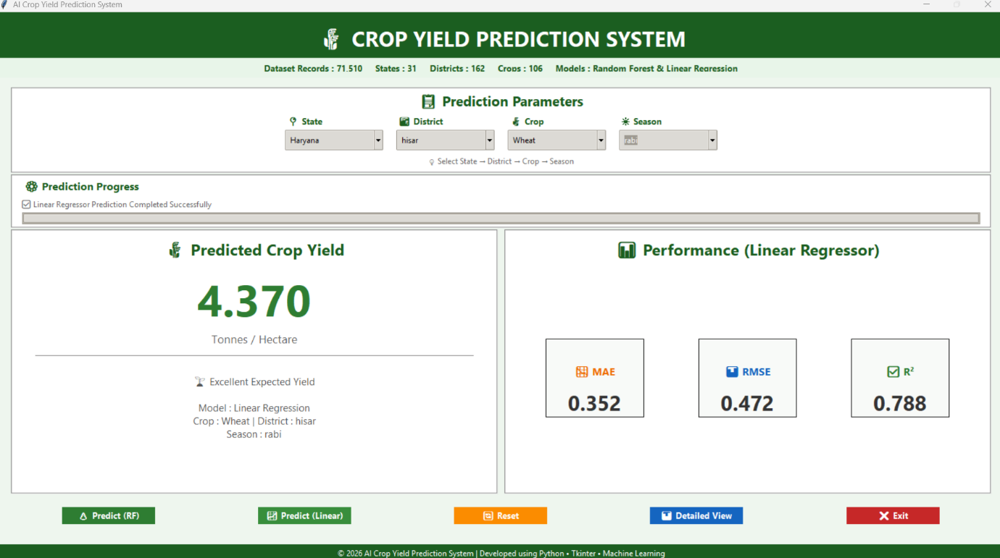 AI Crop Yield Prediction System
CROP YIELD PREDICTION SYSTEM
Dataset Records : 71,510 States : 31 Districts : 162 Crops : 106 Models : Random Forest & Linear Regression
Prediction Parameters
State District Crop Season
Haryana hisar Wheat rabi
Select State → District → Crop → Season
Prediction Progress
Linear Regressor Prediction Completed Successfully
Predicted Crop Yield
4.370
Tonnes / Hectare
Excellent Expected Yield
Model : Linear Regression
Crop : Wheat | District : hisar
Season : rabi
Performance (Linear Regressor)
MAE RMSE R²
0.352 0.472 0.788
Predict (RF) Predict (Linear) Reset Detailed View Exit
© 2026 AI Crop Yield Prediction System | Developed using Python • Tkinter • Machine Learning